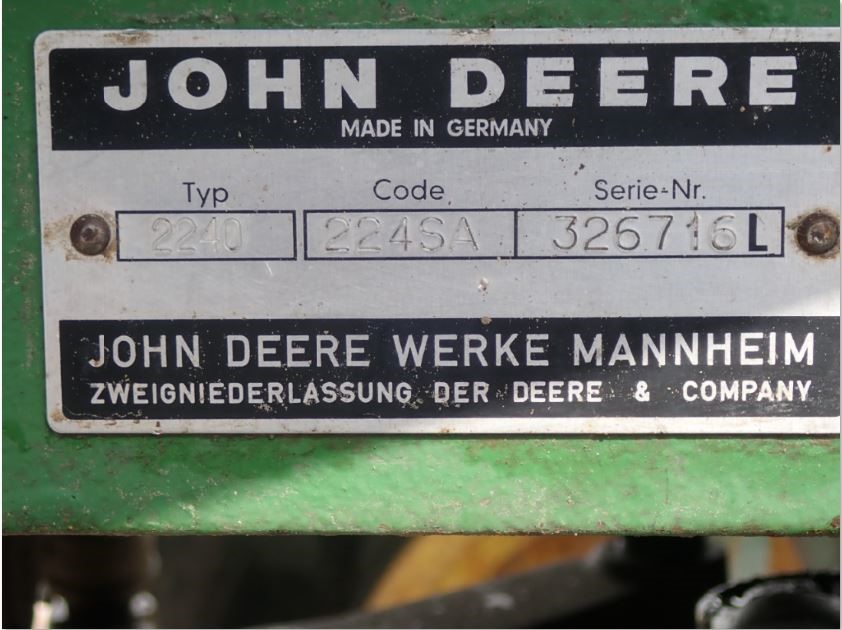 JOHN DEERE
MADE IN GERMANY
Typ Code Serie-Nr.
2240 224SA 326716L
JOHN DEERE WERKE MANNHEIM
ZWEIGNIEDERLASSUNG DER DEERE & COMPANY